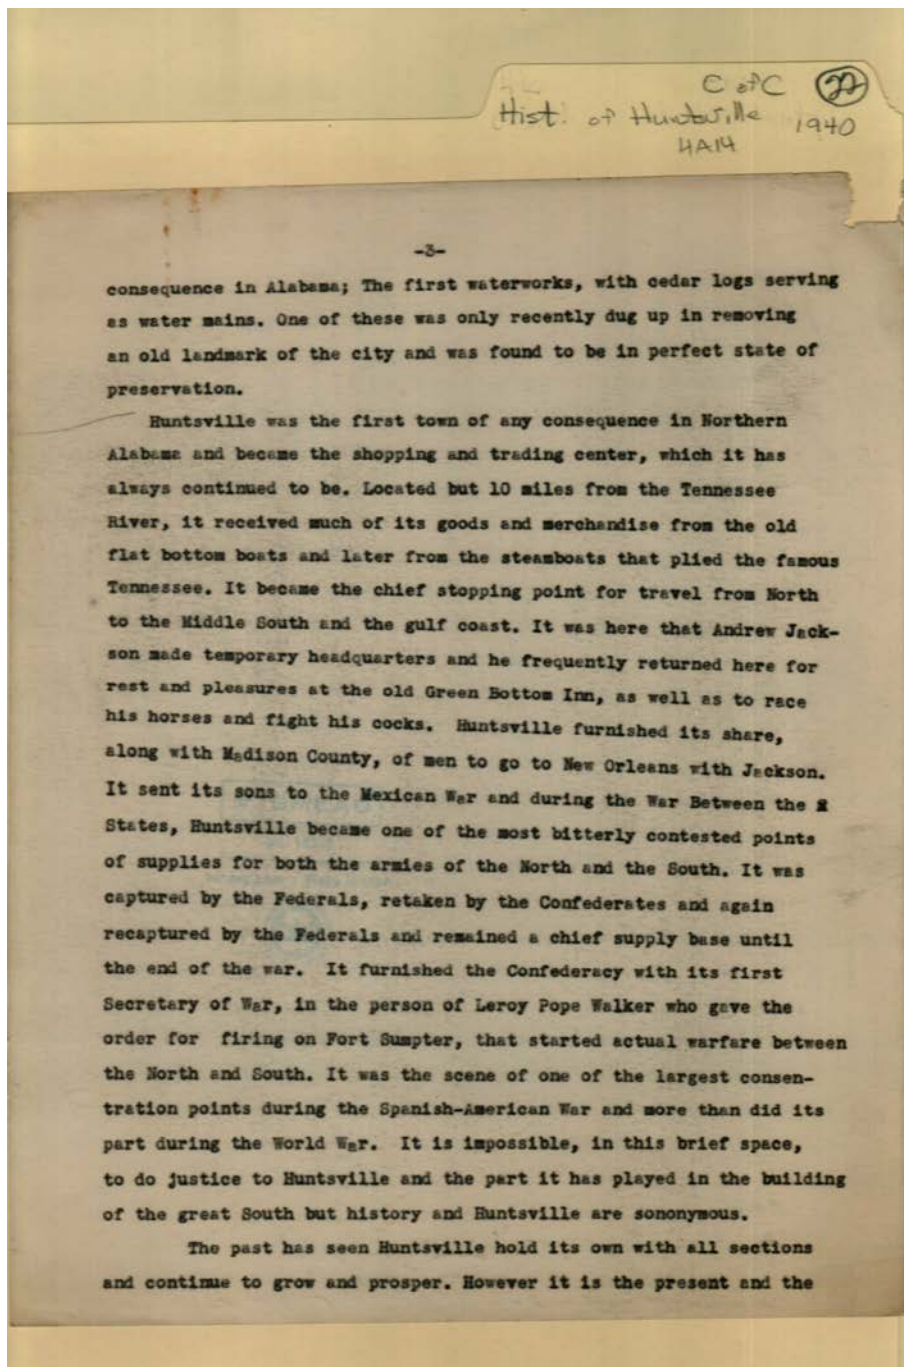 C of C 22
Hist. of Huntsville 1940
4A14
-3-
consequence in Alabama; The first waterworks, with cedar logs serving
as water mains. One of these was only recently dug up in removing
an old landmark of the city and was found to be in perfect state of
preservation.
Huntsville was the first town of any consequence in Northern
Alabama and became the shopping and trading center, which it has
always continued to be. Located but 10 miles from the Tennessee
River, it received much of its goods and merchandise from the old
flat bottom boats and later from the steamboats that plied the famous
Tennessee. It became the chief stopping point for travel from North
to the Middle South and the gulf coast. It was here that Andrew Jack-
son made temporary headquarters and he frequently returned here for
rest and pleasures at the old Green Bottom Inn, as well as to race
his horses and fight his cocks. Huntsville furnished its share,
along with Madison County, of men to go to New Orleans with Jackson.
It sent its sons to the Mexican War and during the War Between the
States, Huntsville became one of the most bitterly contested points
of supplies for both the armies of the North and the South. It was
captured by the Federals, retaken by the Confederates and again
recaptured by the Federals and remained a chief supply base until
the end of the war. It furnished the Confederacy with its first
Secretary of War, in the person of Leroy Pope Walker who gave the
order for firing on Fort Sumpter, that started actual warfare between
the North and South. It was the scene of one of the largest consen-
tration points during the Spanish-American War and more than did its
part during the World War. It is impossible, in this brief space,
to do justice to Huntsville and the part it has played in the building
of the great South but history and Huntsville are sononymous.
The past has seen Huntsville hold its own with all sections
and continue to grow and prosper. However it is the present and the